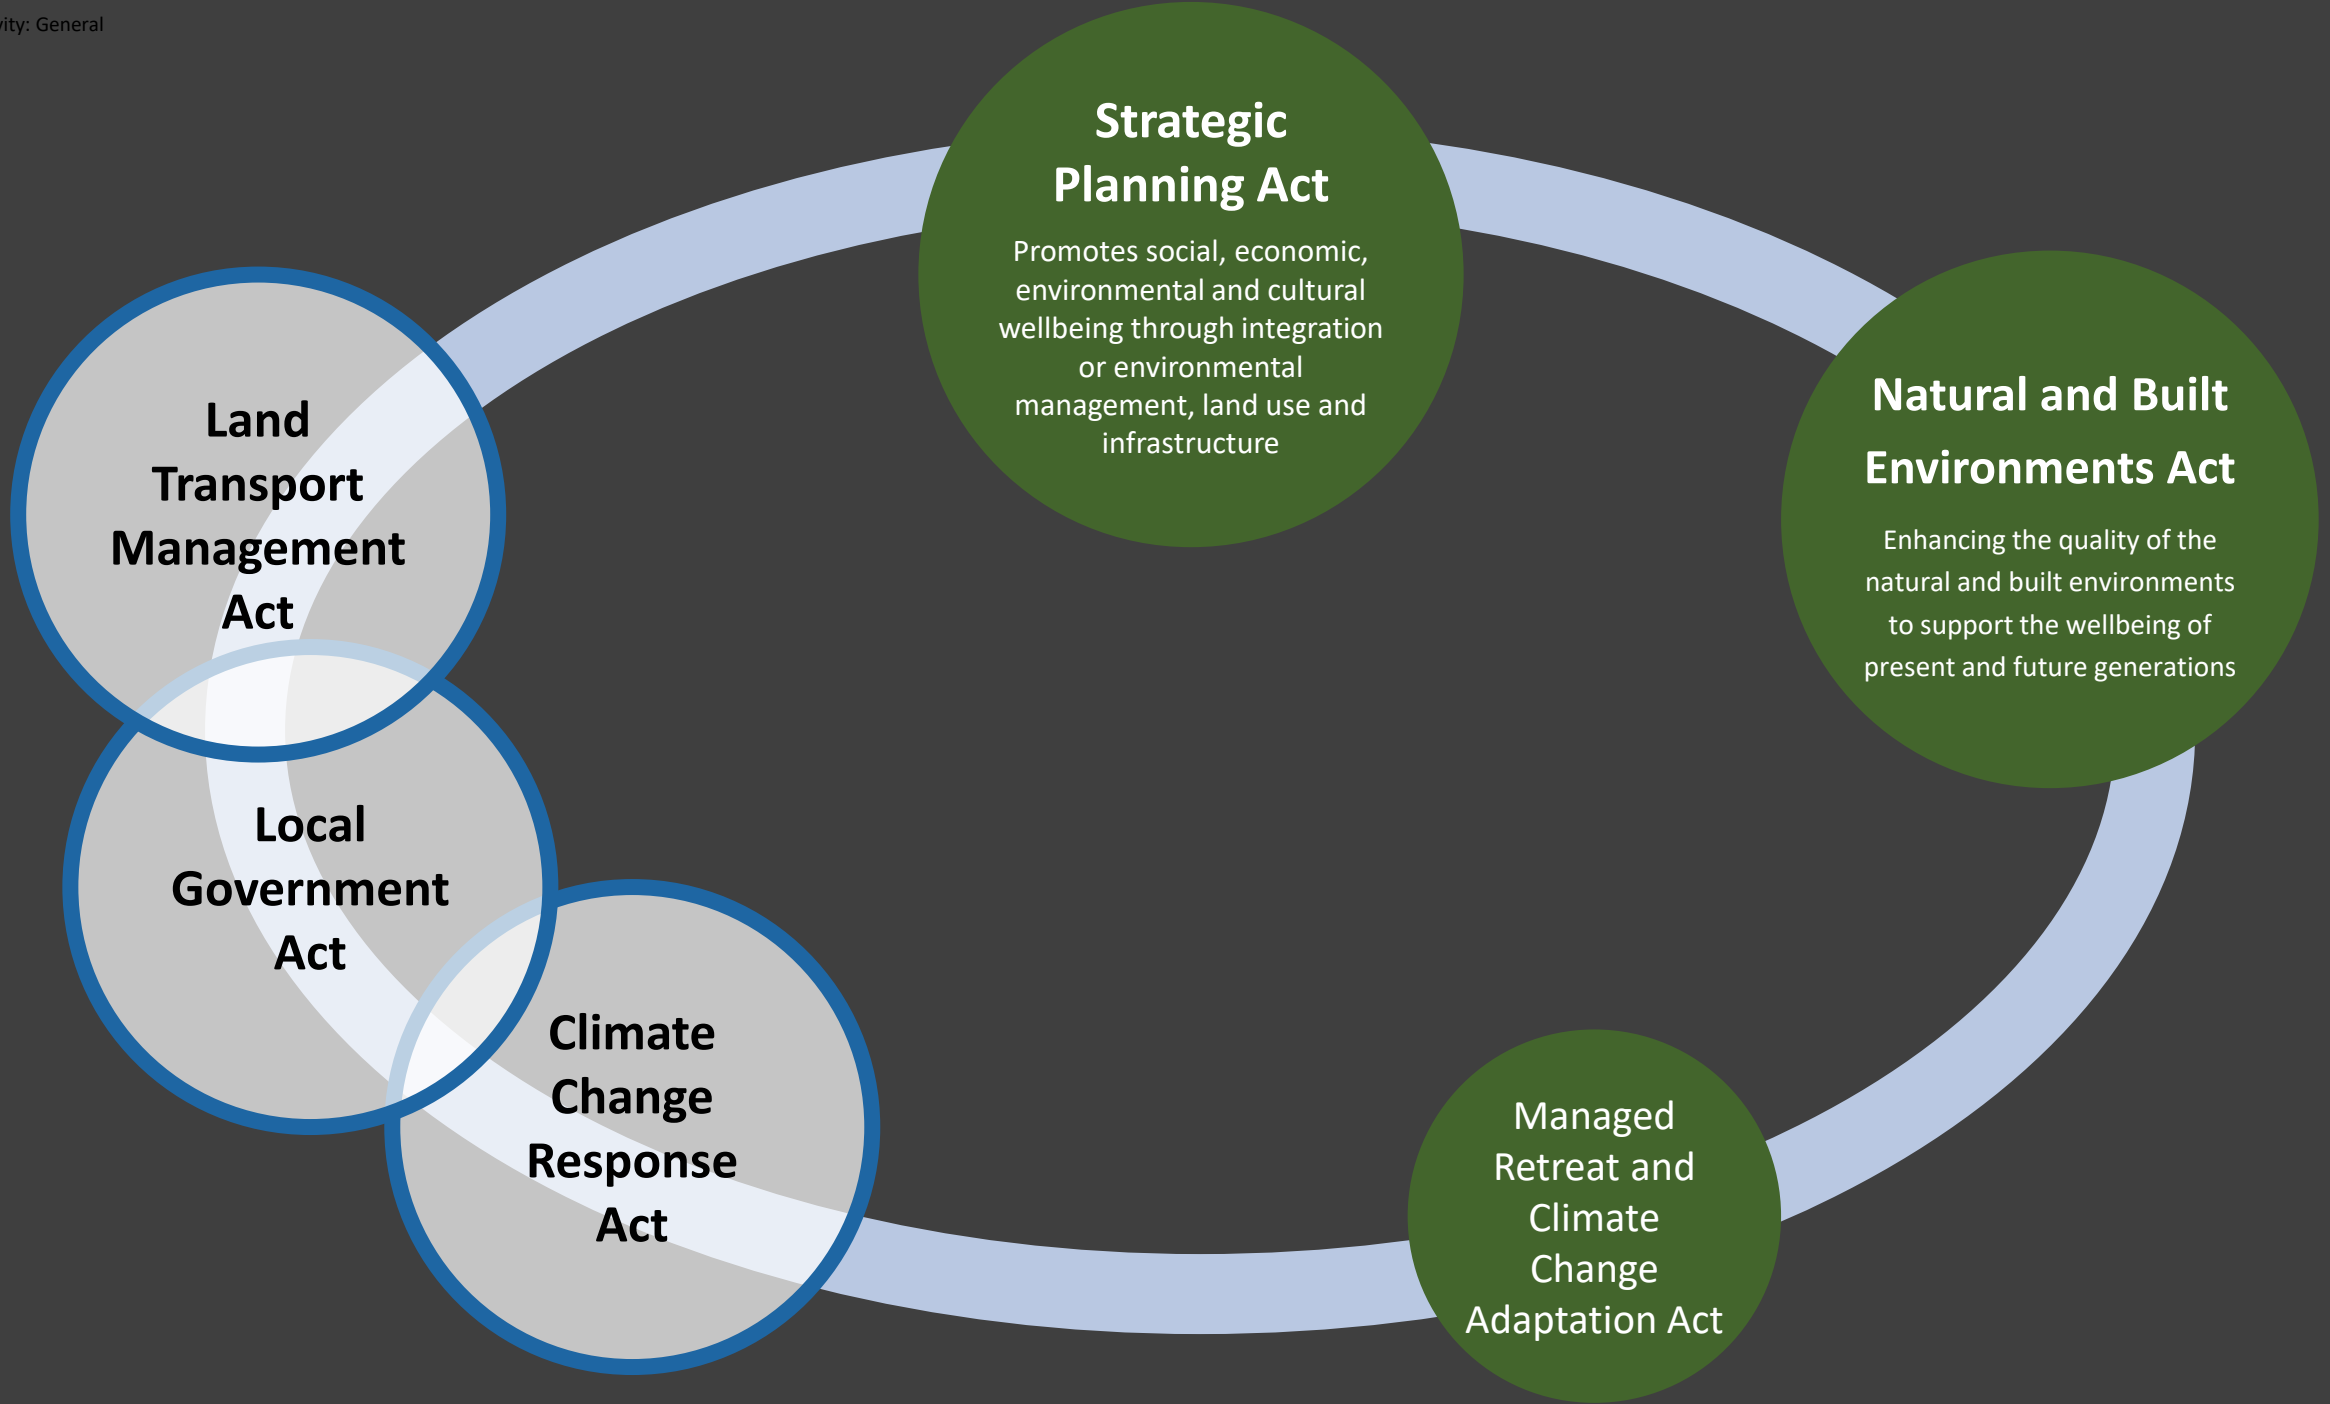 General
Strategic
Planning Act
Promotes social, economic,
environmental and cultural
wellbeing through integration
or environmental
management, land use and
infrastructure
Natural and Built
Environments Act
Enhancing the quality of the
natural and built environments
to support the wellbeing of
present and future generations
Land
Transport
Management
Act
Local
Government
Act
Climate
Change
Response
Act
Managed
Retreat and
Climate
Change
Adaptation Act